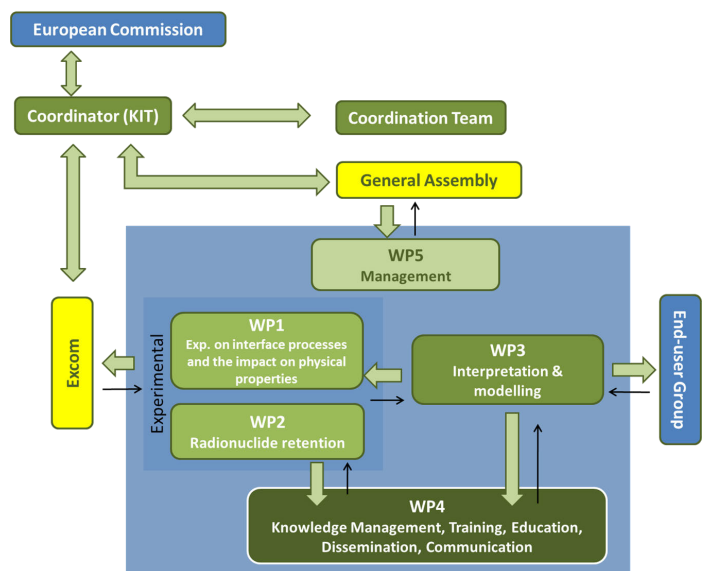 European Commission
Coordinator (KIT)
Coordination Team
General Assembly
WP5
Management
Excom
Experimental
WP1
Exp. on interface processes
and the impact on physical
properties
WP2
Radionuclide retention
WP3
Interpretation &
modelling
End-user Group
WP4
Knowledge Management, Training, Education,
Dissemination, Communication